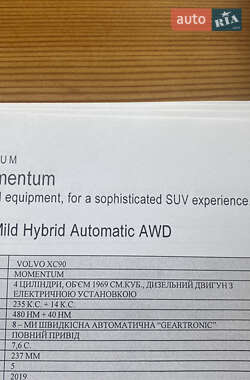 auto RIA
UM
mentum
equipment, for a sophisticated SUV experience
Mild Hybrid Automatic AWD
VOLVO XC90
MOMENTUM
4 ЦИЛІНДРИ, ОБ'ЄМ 1969 СМ.КУБ., ДИЗЕЛЬНИЙ ДВИГУН З
ЕЛЕКТРИЧНОЮ УСТАНОВКОЮ
235 К.С. + 14 К.С.
480 НМ + 40 НМ
8 – МИ ШВИДКІСНА АВТОМАТИЧНА "GEARTRONIC"
ПОВНИЙ ПРИВІД
7,6 С.
237 ММ
5
2019